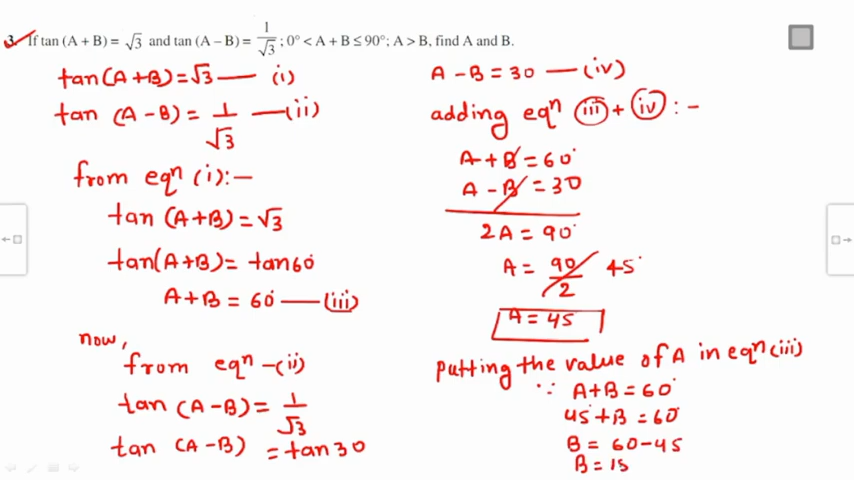 3. If tan (A + B) = √3 and tan (A – B) = 1/√3 ; 0° < A + B ≤ 90°; A > B, find A and B.
tan(A+B) = √3 — (i)
tan (A-B) = 1/√3 — (ii)
from eqⁿ (i):-
tan (A+B) = √3
tan(A+B) = tan60°
A+B = 60° — (iii)
now,
from eqⁿ -(ii)
tan (A-B) = 1/√3
tan (A-B) = tan30
A-B = 30 — (iv)
adding eqⁿ (iii) + (iv) :-
A+B = 60°
A-B = 30
2A = 90°
A = 90/2 45°
A = 45
putting the value of A in eqⁿ(iii)
∵ A+B = 60°
45°+B = 60°
B = 60-45
B = 15